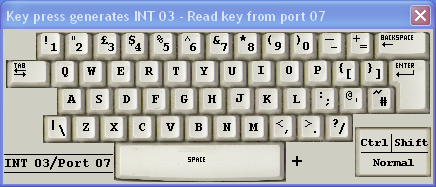 Key press generates INT 03 - Read key from port 07
! 1 " 2 £ 3 $ 4 % 5 ^ 6 & 7 * 8 ( 9 ) 0 _ - + = BACKSPACE
TAB Q W E R T Y U I O P { [ } ] ENTER
A S D F G H J K L : ; @ ' ~ #
| \ Z X C V B N M < , > . ? /
Ctrl Shift
Normal
INT 03/Port 07 SPACE +